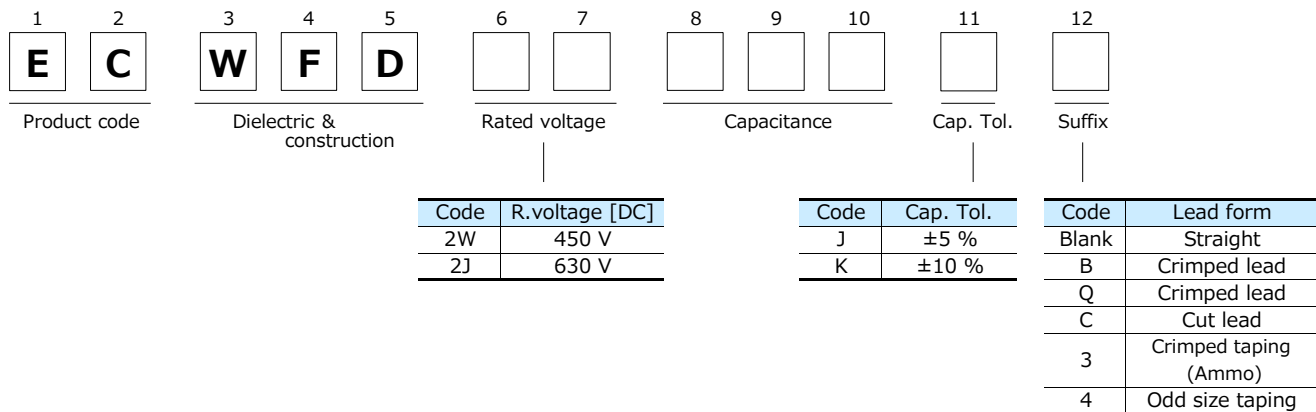 1 2 3 4 5 6 7 8 9 10 11 12
E C W F D
Product code Dielectric & construction Rated voltage Capacitance Cap. Tol. Suffix
Code R.voltage [DC]
2W 450 V
2J 630 V
Code Cap. Tol.
J ±5 %
K ±10 %
Code Lead form
Blank Straight
B Crimped lead
Q Crimped lead
C Cut lead
3 Crimped taping (Ammo)
4 Odd size taping